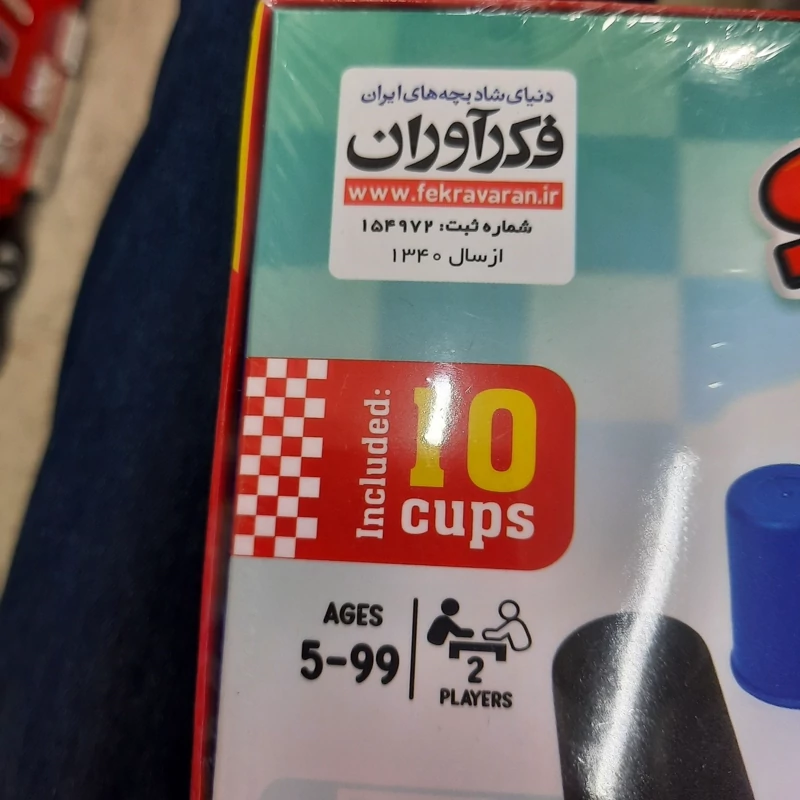 دنیای شاد بچه‌های ایران
فکرآوران
www.fekravaran.ir
شماره ثبت: ۱۵۴۹۷۲
از سال ۱۳۴۰
Included:
10
cups
AGES
5-99
2
PLAYERS